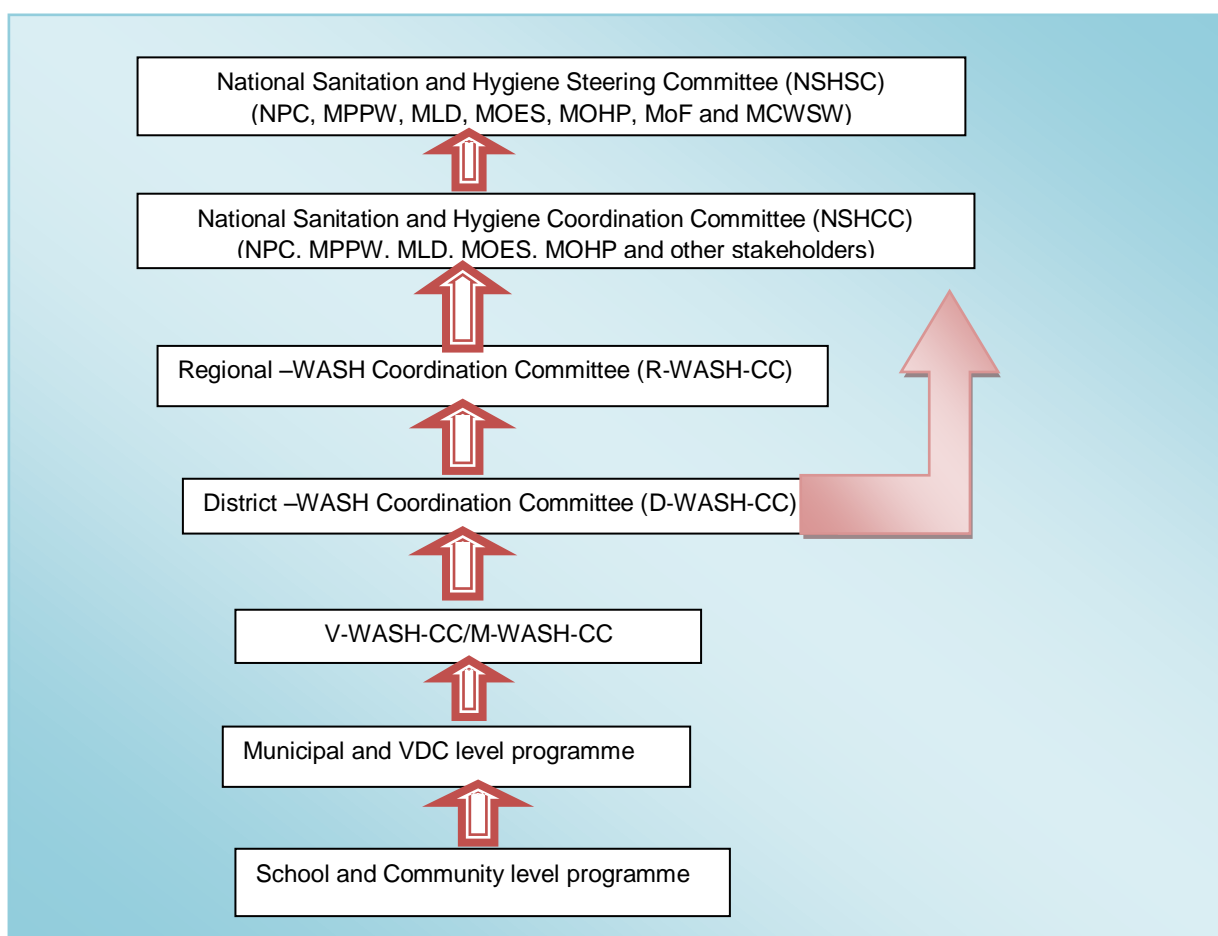 National Sanitation and Hygiene Steering Committee (NSHSC)
(NPC, MPPW, MLD, MOES, MOHP, MoF and MCWSW)
National Sanitation and Hygiene Coordination Committee (NSHCC)
(NPC, MPPW, MLD, MOES, MOHP and other stakeholders)
Regional –WASH Coordination Committee (R-WASH-CC)
District –WASH Coordination Committee (D-WASH-CC)
V-WASH-CC/M-WASH-CC
Municipal and VDC level programme
School and Community level programme